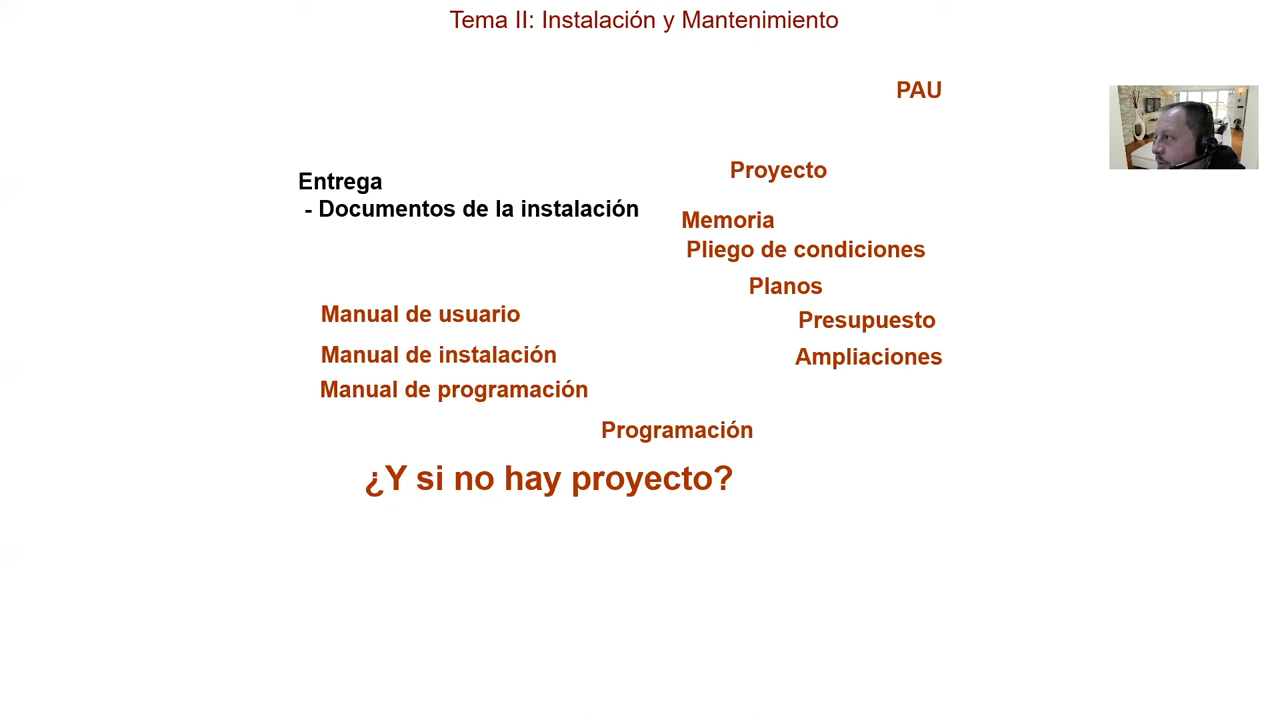 Tema II: Instalación y Mantenimiento
PAU
Entrega
- Documentos de la instalación
Proyecto
Memoria
Pliego de condiciones
Planos
Presupuesto
Ampliaciones
Manual de usuario
Manual de instalación
Manual de programación
Programación
¿Y si no hay proyecto?